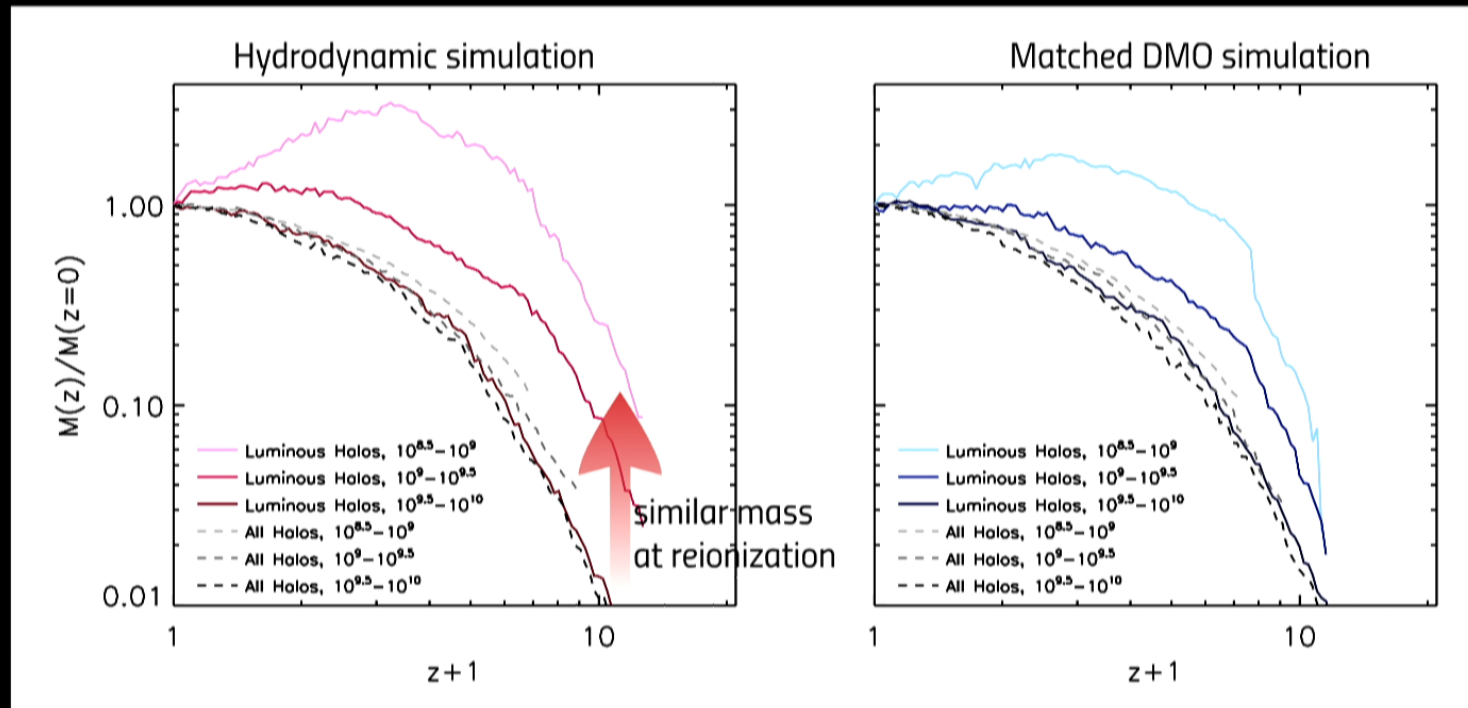 Hydrodynamic simulation
M(z)/M(z=0)
1.00
0.10
0.01
Luminous Halos, 10^8.5–10^9
Luminous Halos, 10^9–10^9.5
Luminous Halos, 10^9.5–10^10
All Halos, 10^8.5–10^9
All Halos, 10^9–10^9.5
All Halos, 10^9.5–10^10
similar mass
at reionization
1
10
z+1
Matched DMO simulation
Luminous Halos, 10^8.5–10^9
Luminous Halos, 10^9–10^9.5
Luminous Halos, 10^9.5–10^10
All Halos, 10^8.5–10^9
All Halos, 10^9–10^9.5
All Halos, 10^9.5–10^10
1
10
z+1